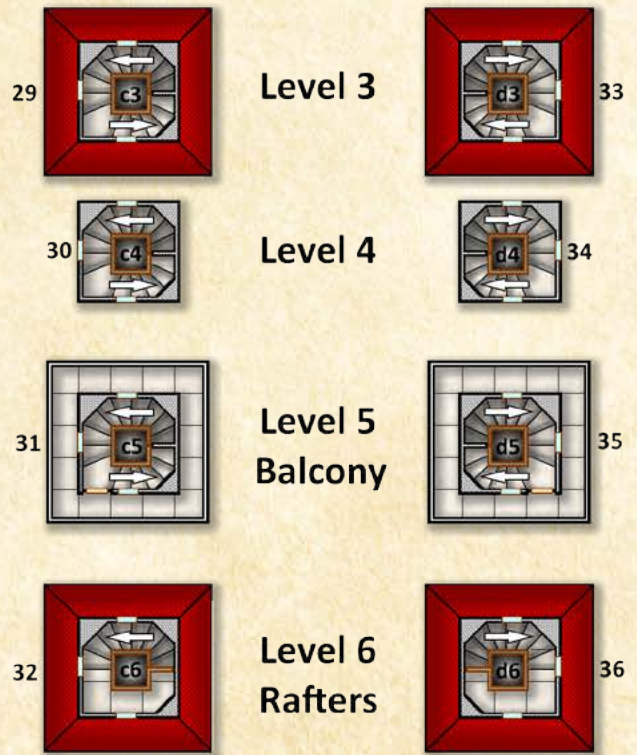 c3
d3
29
Level 3
33
c4
d4
30
Level 4
34
c5
d5
31
Level 5
35
Balcony
c6
d6
32
Level 6
36
Rafters